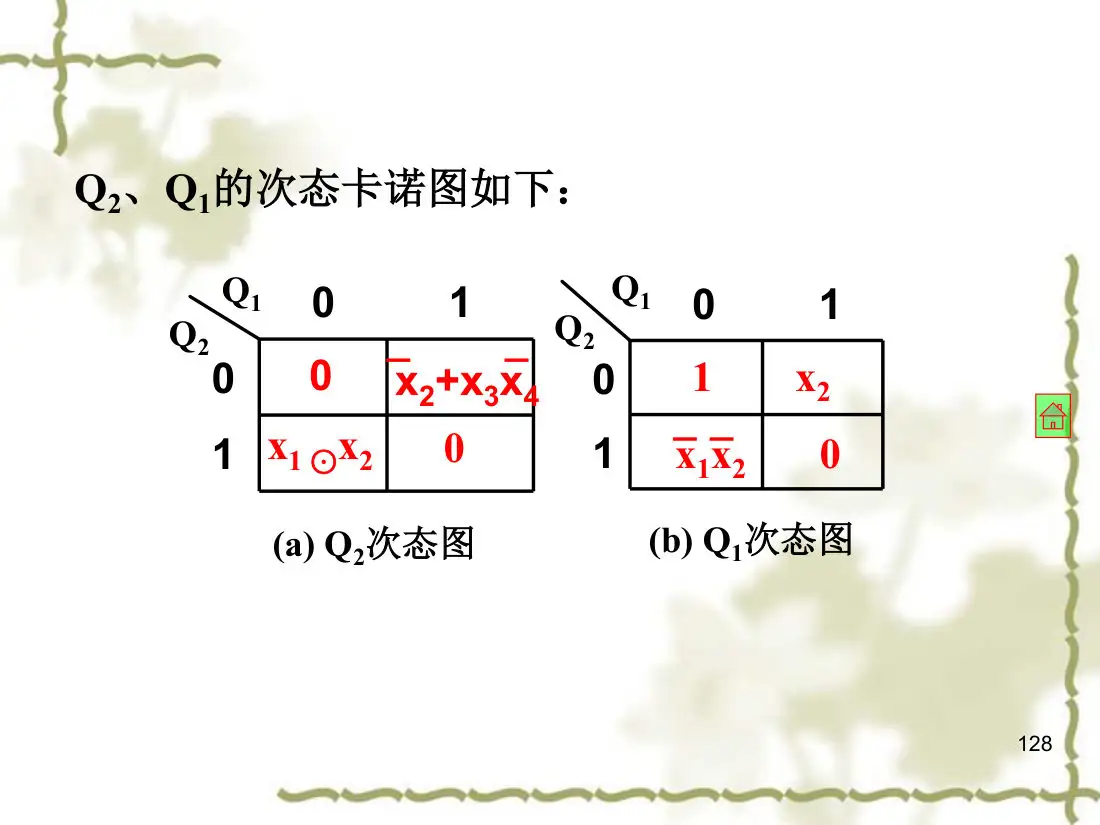 Q₂、Q₁的次态卡诺图如下：
Q₁ 0 1
Q₂
0 0 x̅₂+x₃x̅₄
1 x₁⊙x₂ 0
(a) Q₂次态图
Q₁ 0 1
Q₂
0 1 x₂
1 x̅₁x̅₂ 0
(b) Q₁次态图
128